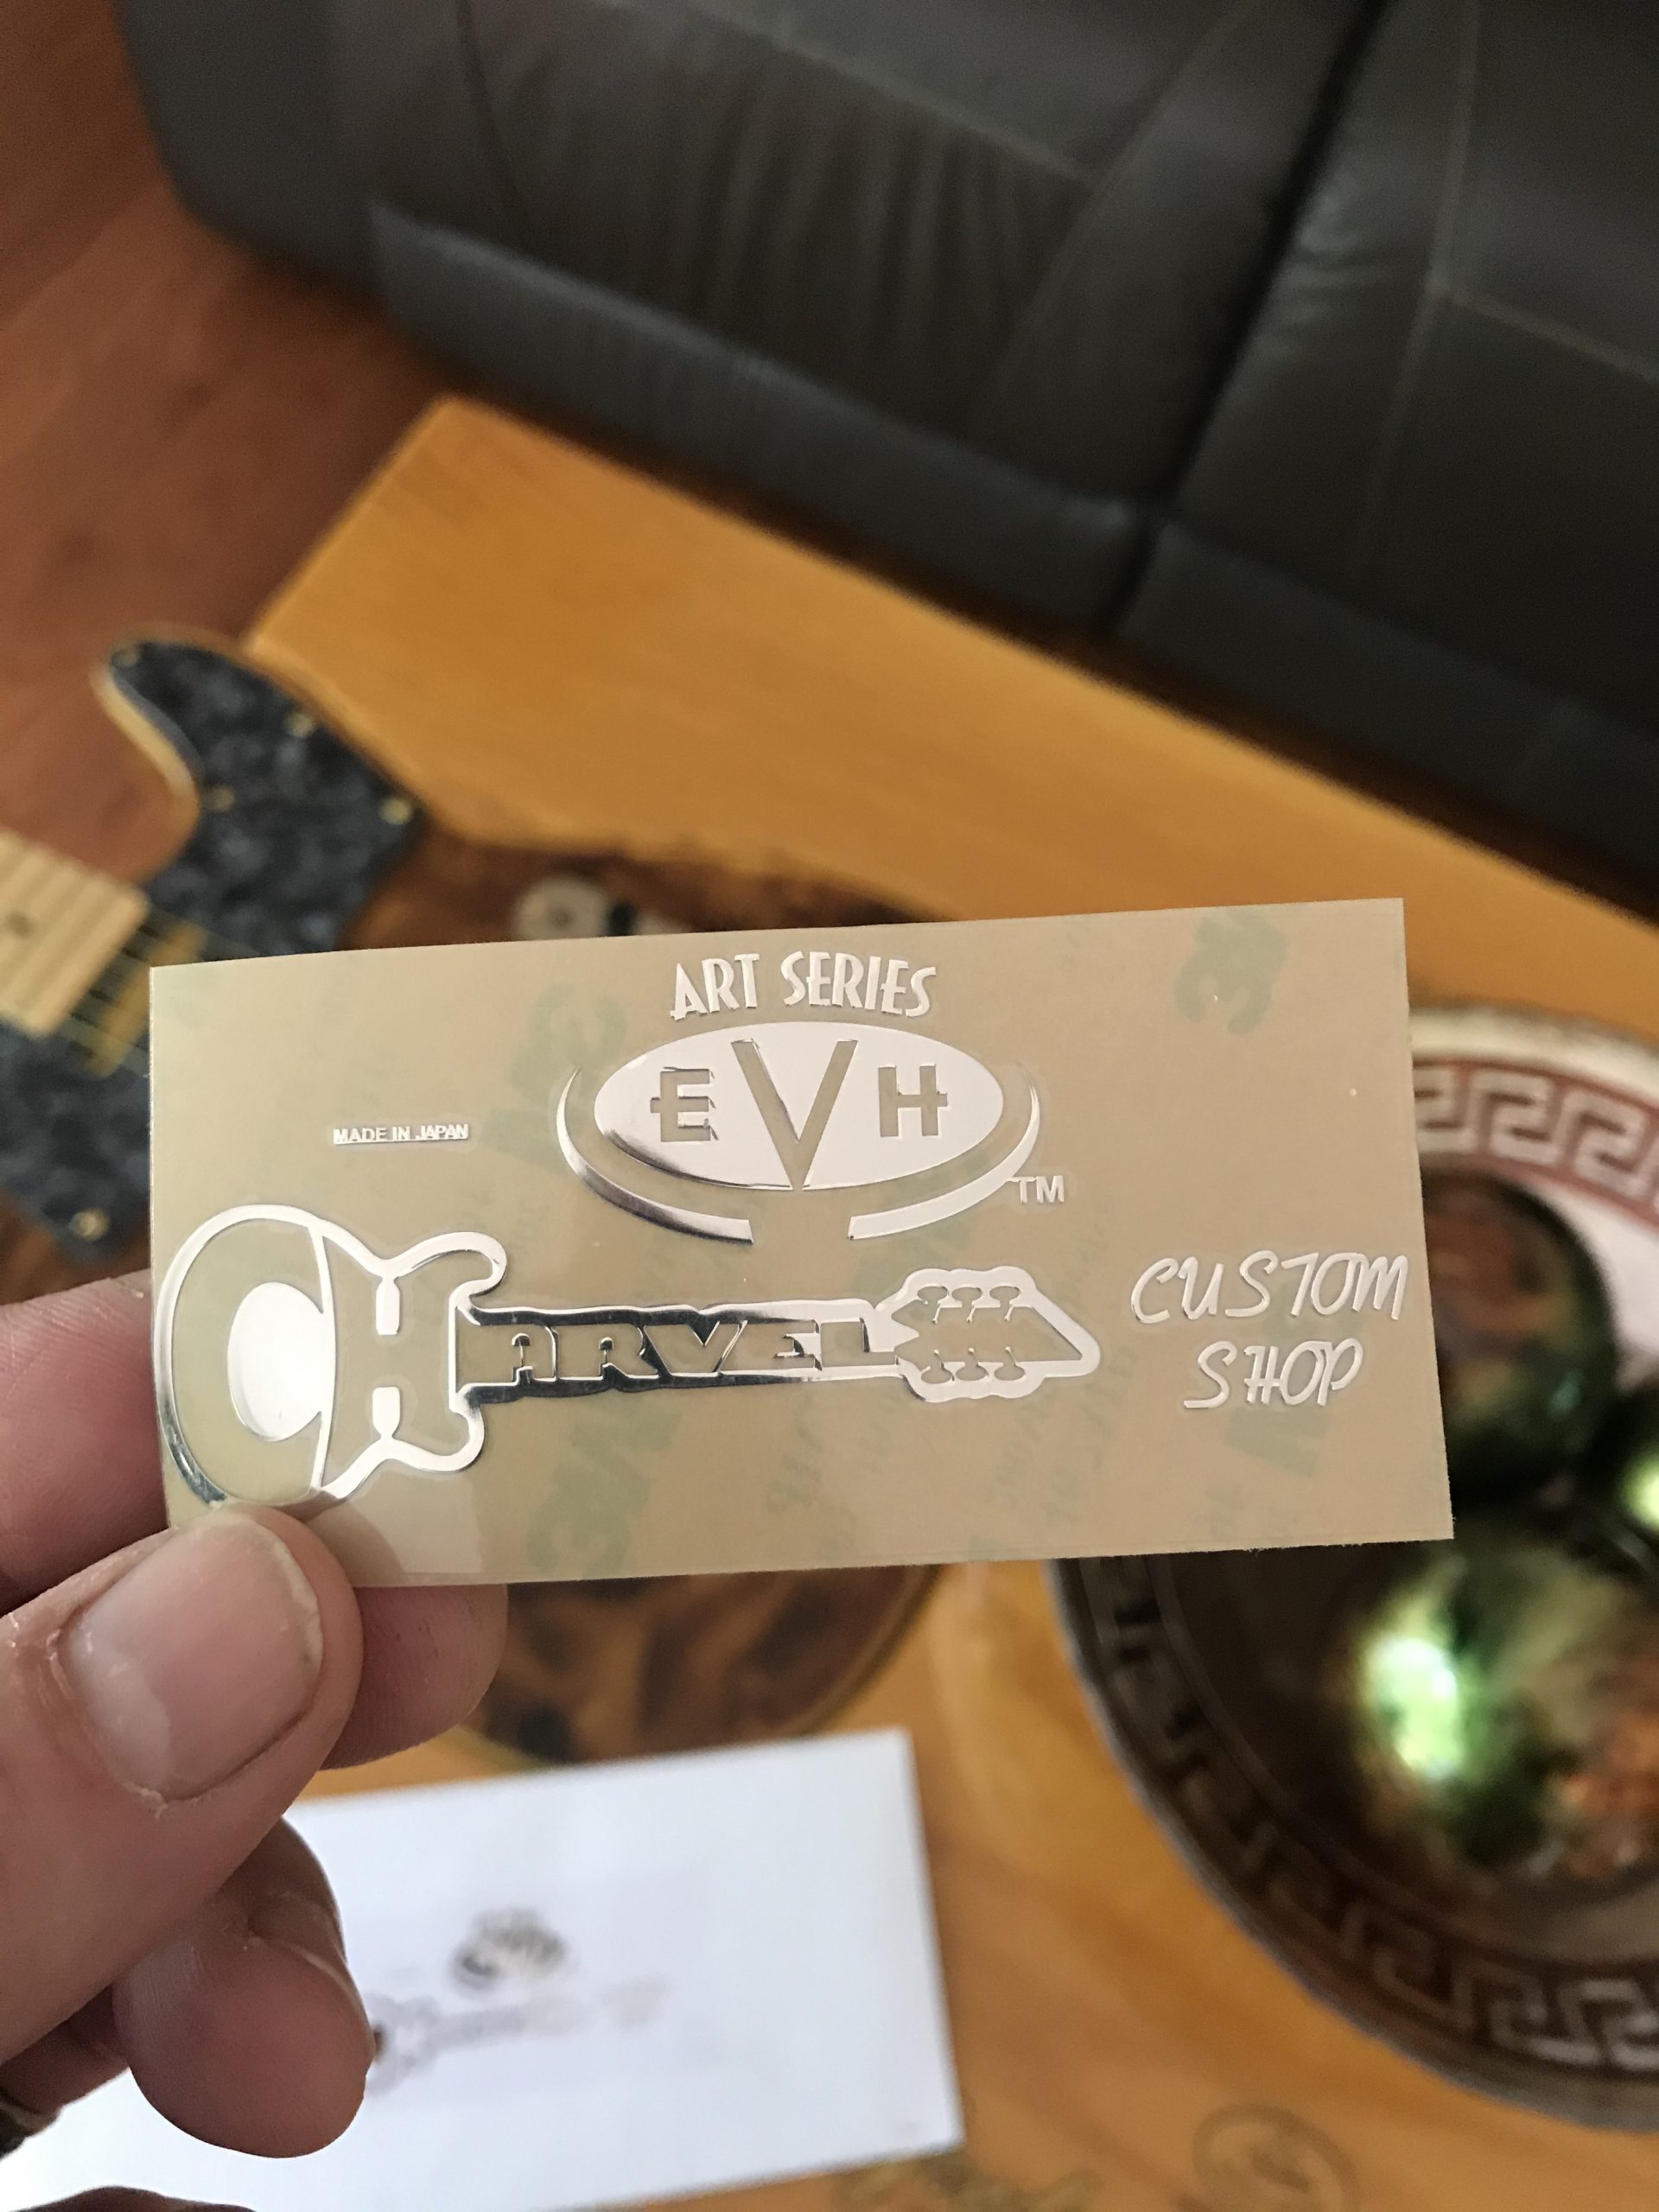 ART SERIES
EVH
TM
MADE IN JAPAN
CHARVEL
CUSTOM
SHOP